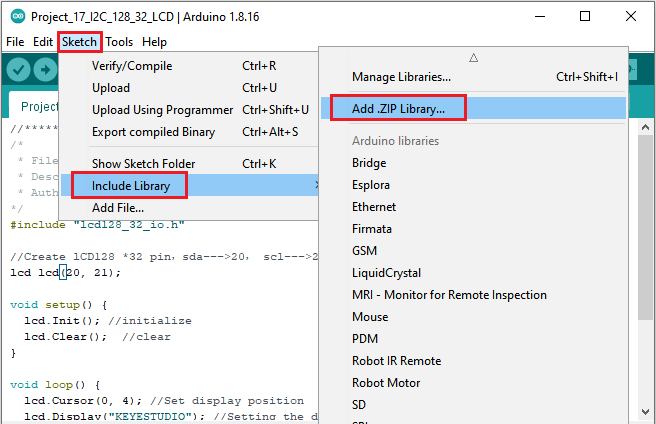 Project_17_I2C_128_32_LCD | Arduino 1.8.16
File Edit Sketch Tools Help
Verify/Compile Ctrl+R
Upload Ctrl+U
Upload Using Programmer Ctrl+Shift+U
Export compiled Binary Ctrl+Alt+S
Show Sketch Folder Ctrl+K
Include Library
Add File...
Manage Libraries... Ctrl+Shift+I
Add .ZIP Library...
Arduino libraries
Bridge
Esplora
Ethernet
Firmata
GSM
LiquidCrystal
MRI - Monitor for Remote Inspection
Mouse
PDM
Robot IR Remote
Robot Motor
SD
Project
//*****
/*
* File
* Desc
* Auth
*/
#include "lcd128_32_io.h"
//Create lCD128 *32 pin, sda--->20, scl--->2
lcd lcd(20, 21);
void setup() {
lcd.Init(); //initialize
lcd.Clear(); //clear
}
void loop() {
lcd.Cursor(0, 4); //Set display position
lcd.Display("KEYESTUDIO"); //Setting the d